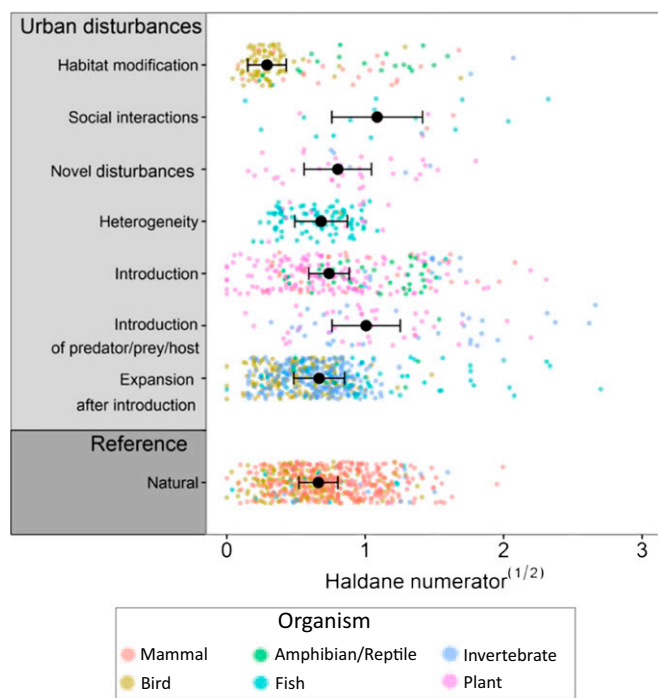 Urban disturbances
Habitat modification
Social interactions
Novel disturbances
Heterogeneity
Introduction
Introduction
of predator/prey/host
Expansion
after introduction
Reference
Natural
0 1 2 3
Haldane numerator(1/2)
Organism
Mammal Amphibian/Reptile Invertebrate
Bird Fish Plant